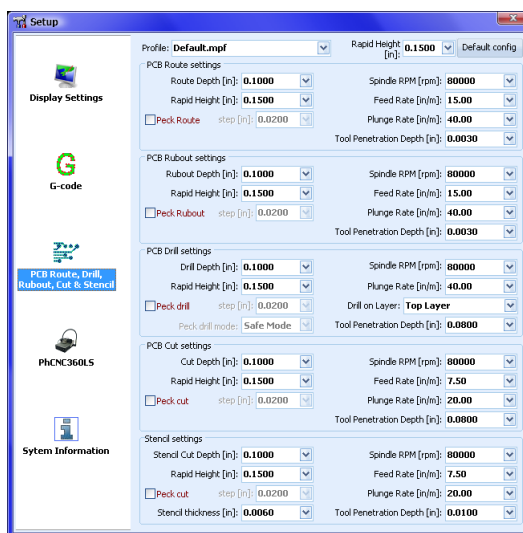 Setup
Profile: Default.mpf Rapid Height [in]: 0.1500 Default config
Display Settings
G-code
PCB Route, Drill,
Rubout, Cut & Stencil
PhCNC360LS
Sytem Information
PCB Route settings
Route Depth [in]: 0.1000 Spindle RPM [rpm]: 80000
Rapid Height [in]: 0.1500 Feed Rate [in/m]: 15.00
Peck Route step [in]: 0.0200 Plunge Rate [in/m]: 40.00
Tool Penetration Depth [in]: 0.0030
PCB Rubout settings
Rubout Depth [in]: 0.1000 Spindle RPM [rpm]: 80000
Rapid Height [in]: 0.1500 Feed Rate [in/m]: 15.00
Peck Rubout step [in]: 0.0200 Plunge Rate [in/m]: 40.00
Tool Penetration Depth [in]: 0.0030
PCB Drill settings
Drill Depth [in]: 0.1000 Spindle RPM [rpm]: 80000
Rapid Height [in]: 0.1500 Plunge Rate [in/m]: 40.00
Peck drill step [in]: 0.0200 Drill on Layer: Top Layer
Peck drill mode: Safe Mode Tool Penetration Depth [in]: 0.0800
PCB Cut settings
Cut Depth [in]: 0.1000 Spindle RPM [rpm]: 80000
Rapid Height [in]: 0.1500 Feed Rate [in/m]: 7.50
Peck cut step [in]: 0.0200 Plunge Rate [in/m]: 20.00
Tool Penetration Depth [in]: 0.0800
Stencil settings
Stencil Cut Depth [in]: 0.1000 Spindle RPM [rpm]: 80000
Rapid Height [in]: 0.1500 Feed Rate [in/m]: 7.50
Peck cut step [in]: 0.0200 Plunge Rate [in/m]: 20.00
Stencil thickness [in]: 0.0060 Tool Penetration Depth [in]: 0.0100